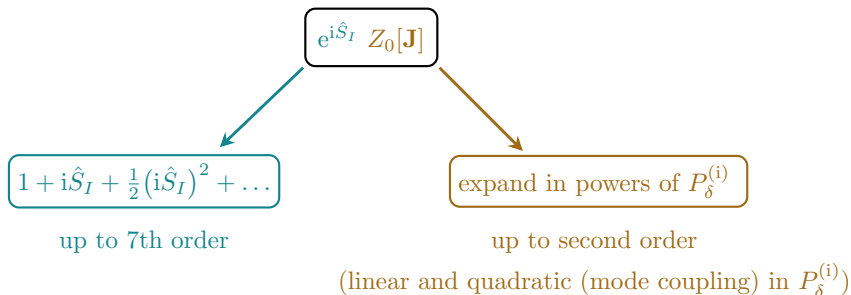 e^{iŜ_I} Z_0[J]
1 + iŜ_I + \frac{1}{2}(iŜ_I)^2 + …
expand in powers of P_δ^{(i)}
up to 7th order
up to second order
(linear and quadratic (mode coupling) in P_δ^{(i)})